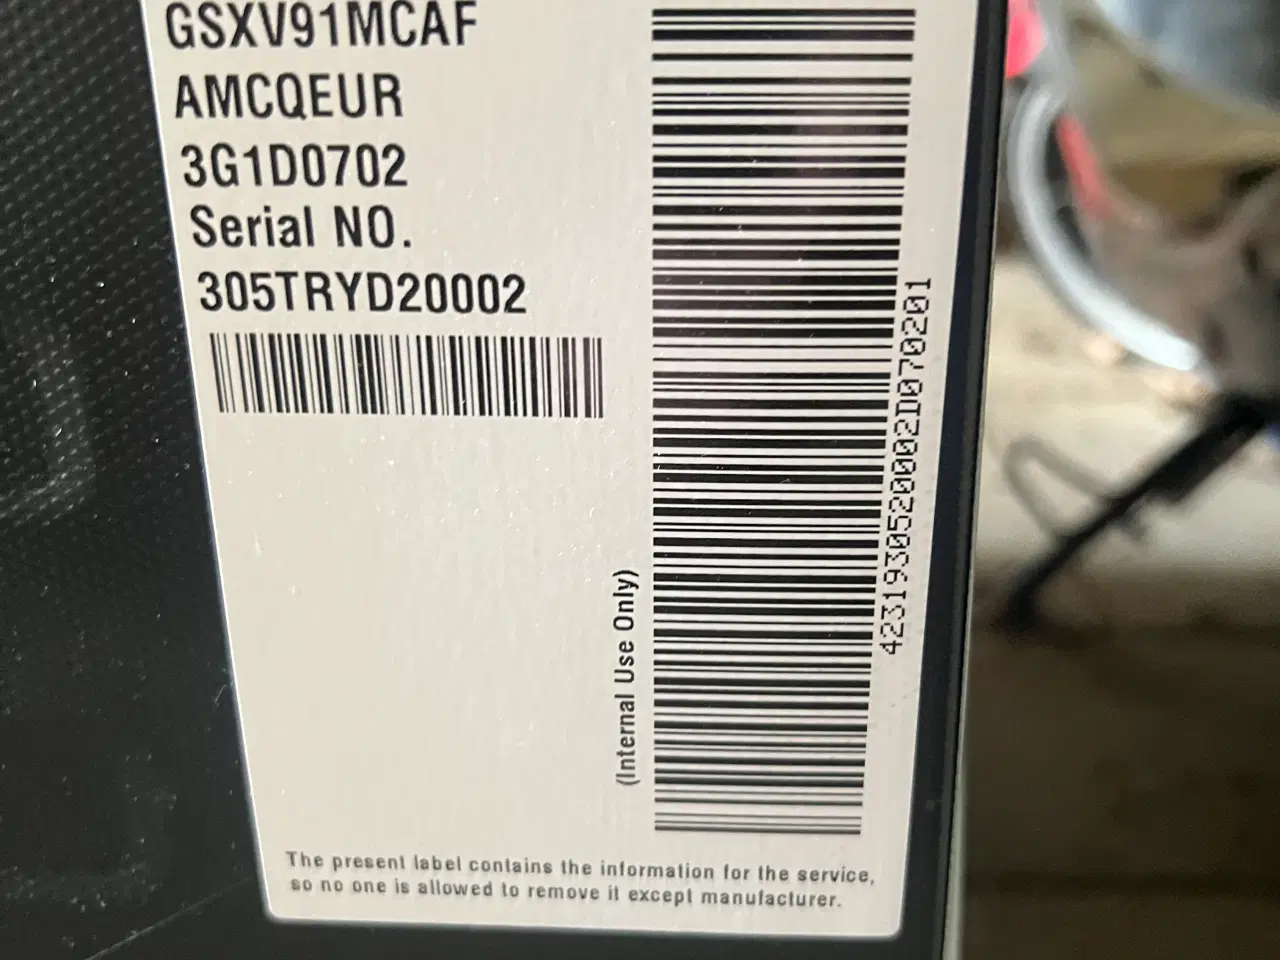 GSXV91MCAF
AMCQEUR
3G1D0702
Serial NO.
305TRYD20002
(Internal Use Only)
4231930520002D070201
The present label contains the information for the service,
so no one is allowed to remove it except manufacturer.